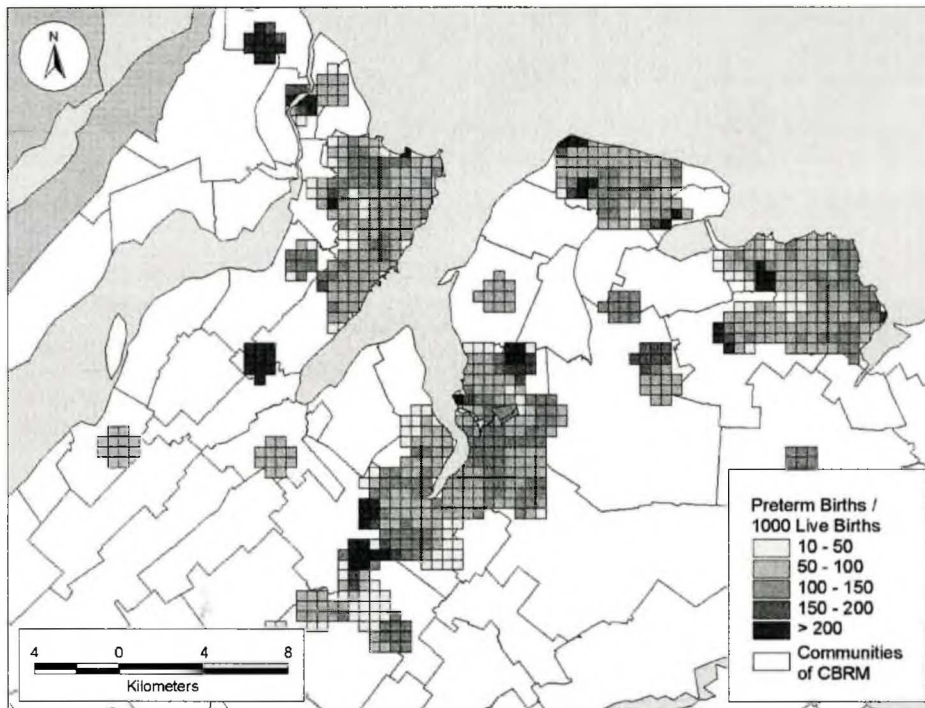 N
Preterm Births /
1000 Live Births
10 - 50
50 - 100
100 - 150
150 - 200
> 200
Communities
of CBRM
4 0 4 8
Kilometers